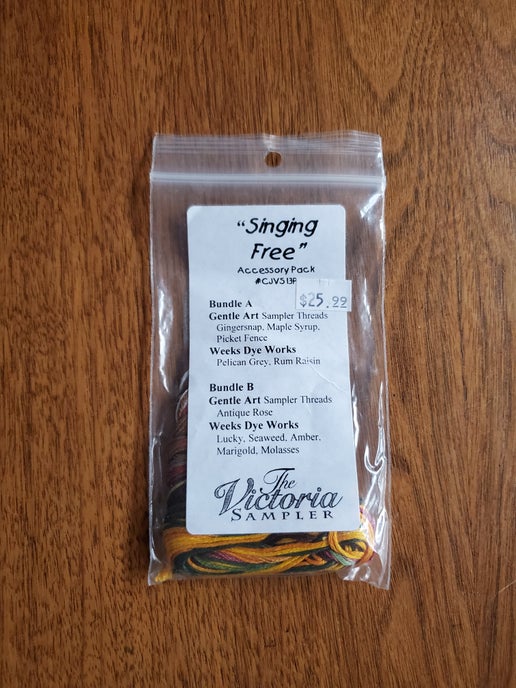 "Singing
Free"
Accessory Pack
#CJVS13P
$25.99
Bundle A
Gentle Art Sampler Threads
Gingersnap, Maple Syrup,
Picket Fence
Weeks Dye Works
Pelican Grey, Rum Raisin
Bundle B
Gentle Art Sampler Threads
Antique Rose
Weeks Dye Works
Lucky, Seaweed, Amber,
Marigold, Molasses
The
Victoria
SAMPLER